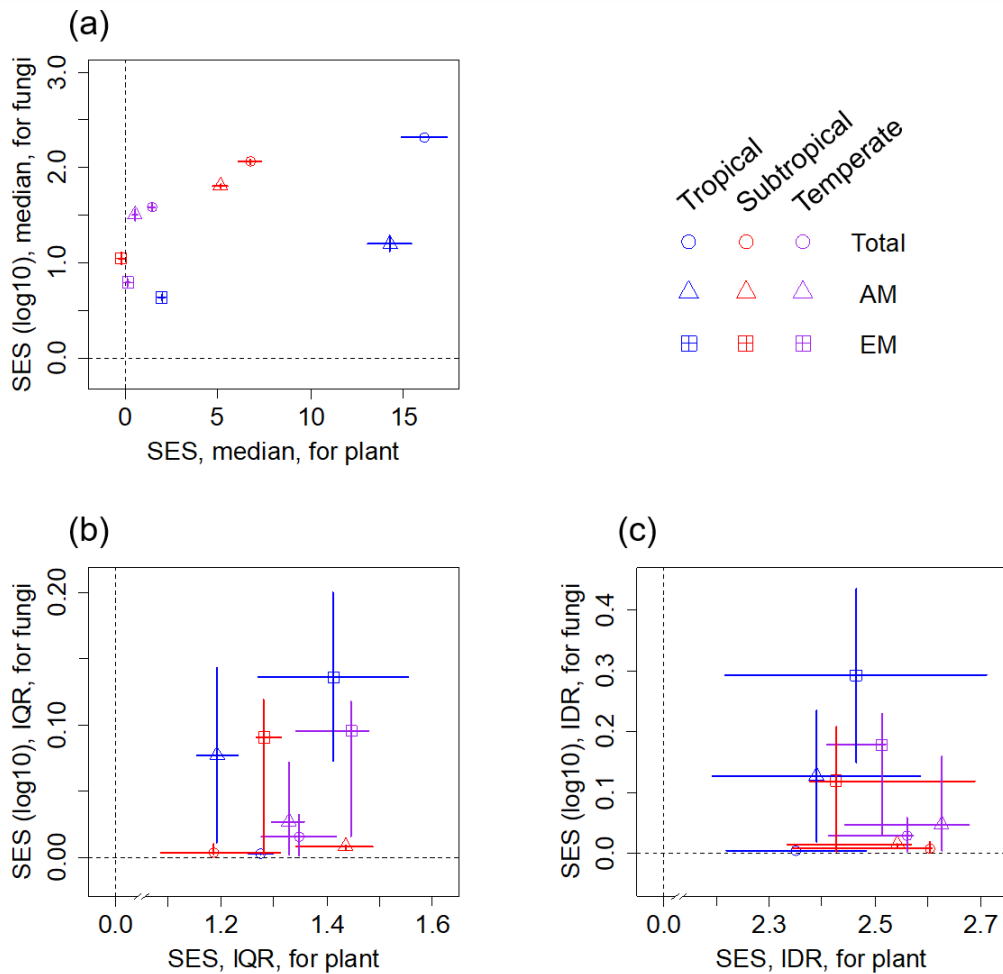 (a)
SES (log10), median, for fungi
3.0
2.0
1.0
0.0
0
5
10
15
SES, median, for plant
Tropical
Subtropical
Temperate
Total
AM
EM
(b)
SES (log10), IQR, for fungi
0.20
0.10
0.00
0.0
1.2
1.4
1.6
SES, IQR, for plant
(c)
SES (log10), IDR, for fungi
0.4
0.3
0.2
0.1
0.0
0.0
2.3
2.5
2.7
SES, IDR, for plant